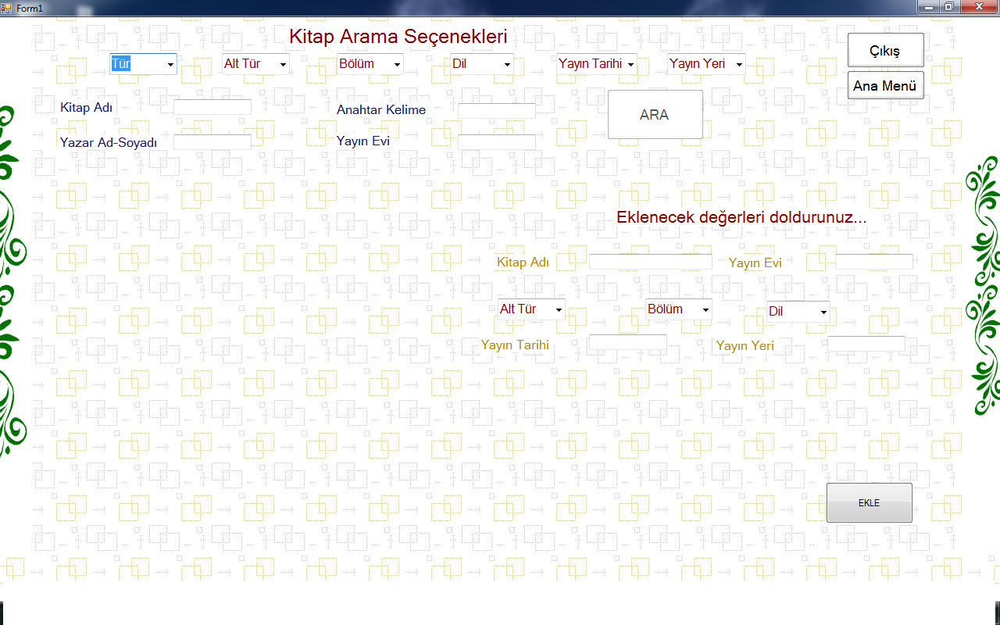 Form1
Kitap Arama Seçenekleri
Çıkış
Tür Alt Tür Bölüm Dil Yayın Tarihi Yayın Yeri
Ana Menü
Kitap Adı Anahtar Kelime ARA
Yazar Ad-Soyadı Yayın Evi
Eklenecek değerleri doldurunuz...
Kitap Adı Yayın Evi
Alt Tür Bölüm Dil
Yayın Tarihi Yayın Yeri
EKLE